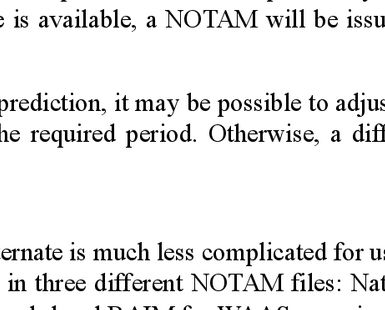 is available, a NOTAM will be issu
prediction, it may be possible to adjus
he required period. Otherwise, a diff
ernate is much less complicated for us
in three different NOTAM files: Nat